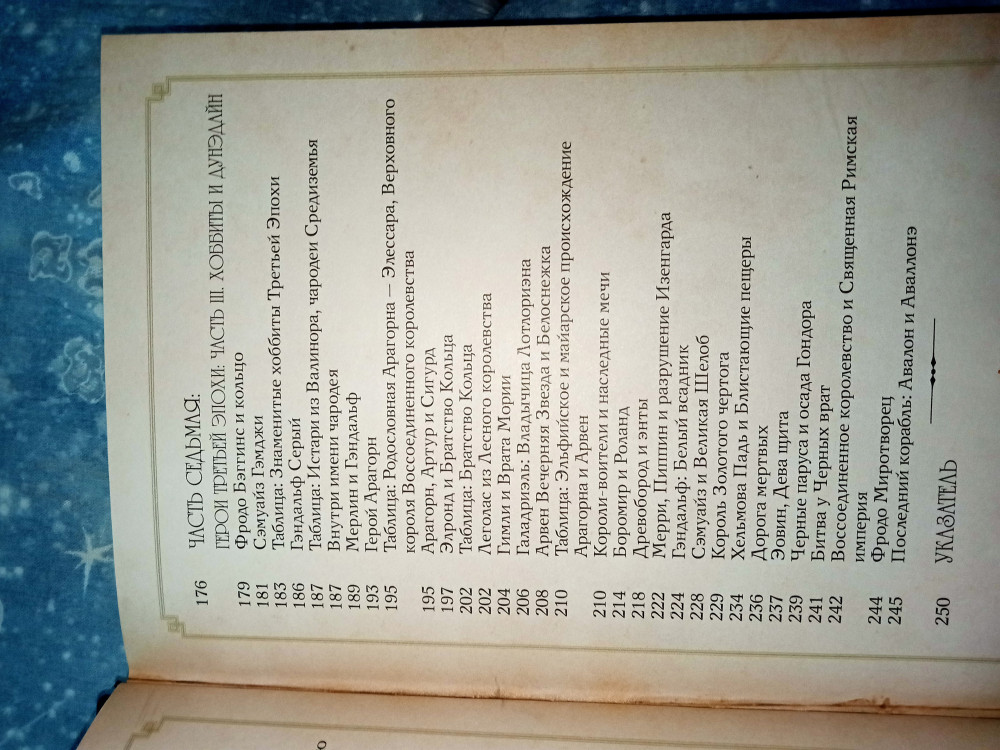 176 ЧАСТЬ СЕДЬМАЯ:
ГЕРОИ ТРЕТЬЕЙ ЭПОХИ: ЧАСТЬ III. ХОББИТЫ И ДУНЭДАЙН
179 Фродо Бэггинс и кольцо
181 Сэмуайз Гэмджи
183 Таблица: Знаменитые хоббиты Третьей Эпохи
186 Гэндальф Серый
187 Таблица: Истари из Валинора, чародеи Средиземья
187 Внутри имени чародея
189 Мерлин и Гэндальф
193 Герой Арагорн
195 Таблица: Родословная Арагорна — Элессара, Верховного
короля Воссоединенного королевства
195 Арагорн, Артур и Сигурд
197 Элронд и Братство Кольца
202 Таблица: Братство Кольца
202 Леголас из Лесного королевства
204 Гимли и Врата Мории
206 Галадриэль: Владычица Лотлориэна
208 Арвен Вечерняя Звезда и Белоснежка
210 Таблица: Эльфийское и майарское происхождение
Арагорна и Арвен
210 Короли-воители и наследные мечи
214 Боромир и Роланд
218 Древобород и энты
222 Мерри, Пиппин и разрушение Изенгарда
224 Гэндальф: Белый всадник
228 Сэмуайз и Великая Шелоб
229 Король Золотого чертога
234 Хельмова Падь и Блистающие пещеры
236 Дорога мертвых
237 Эовин, Дева щита
239 Черные паруса и осада Гондора
241 Битва у Черных врат
242 Воссоединенное королевство и Священная Римская
империя
244 Фродо Миротворец
245 Последний корабль: Авалон и Аваллонэ
250 УКАЗАТЕЛЬ
о